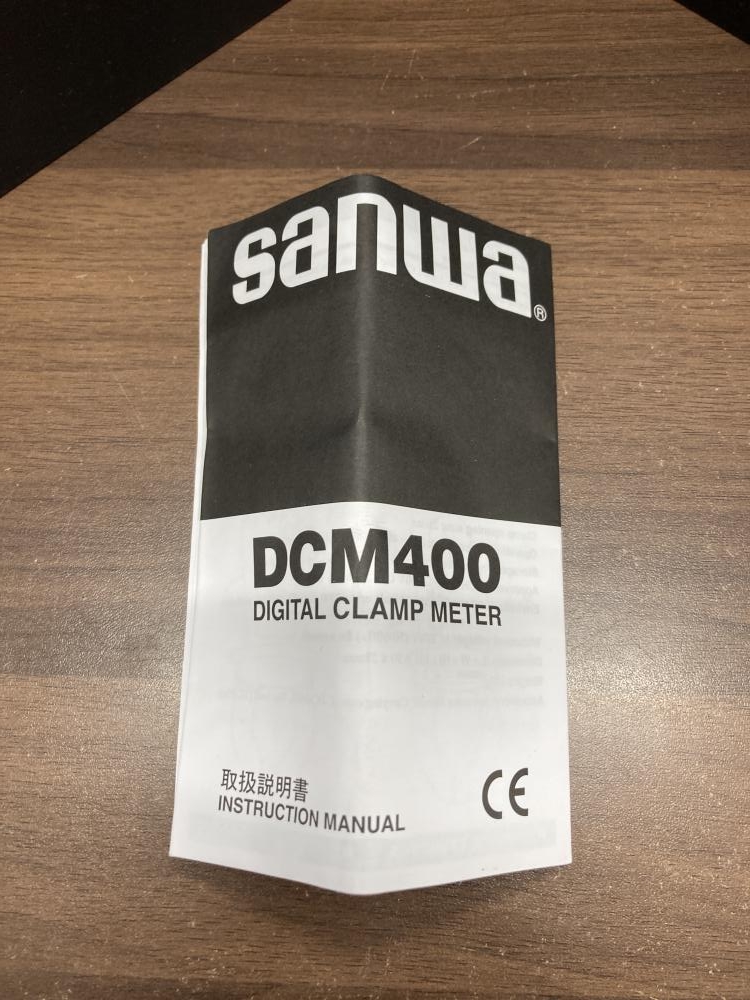 sanwa®
DCM400
DIGITAL CLAMP METER
取扱説明書
INSTRUCTION MANUAL
CE